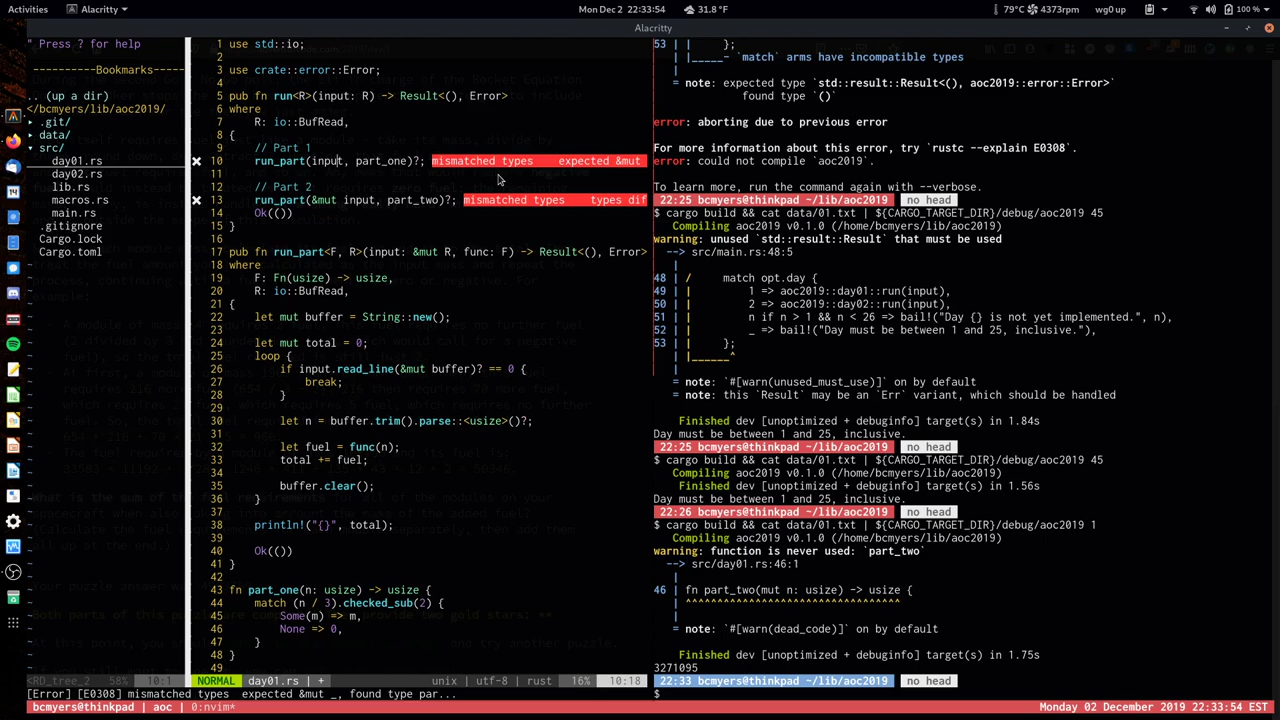 Activities
Alacritty
Mon Dec 2 22:33:54
31.8 °F
79°C
4373rpm
wg0 up
100 %
Alacritty
" Press ? for help
----------Bookmarks----------
.. (up a dir)
</bcmyers/lib/aoc2019/
▸ .git/
▸ data/
▾ src/
day01.rs
day02.rs
lib.rs
macros.rs
main.rs
.gitignore
Cargo.lock
Cargo.toml
<RD_tree_2 58% 10:1
1 use std::io;
2
3 use crate::error::Error;
4
5 pub fn run<R>(input: R) -> Result<(), Error>
6 where
7 R: io::BufRead,
8 {
9 // Part 1
10 run_part(input, part_one)?; mismatched types expected &mut
11
12 // Part 2
13 run_part(&mut input, part_two)?; mismatched types types dif
14 Ok(())
15 }
16
17 pub fn run_part<F, R>(input: &mut R, func: F) -> Result<(), Error>
18 where
19 F: Fn(usize) -> usize,
20 R: io::BufRead,
21 {
22 let mut buffer = String::new();
23
24 let mut total = 0;
25 loop {
26 if input.read_line(&mut buffer)? == 0 {
27 break;
28 }
29
30 let n = buffer.trim().parse::<usize>()?;
31
32 let fuel = func(n);
33 total += fuel;
34
35 buffer.clear();
36 }
37
38 println!("{}", total);
39
40 Ok(())
41 }
42
43 fn part_one(n: usize) -> usize {
44 match (n / 3).checked_sub(2) {
45 Some(m) => m,
46 None => 0,
47 }
48 }
49
NORMAL day01.rs | + unix | utf-8 | rust 16% 10:18
[Error] [E0308] mismatched types expected &mut _, found type par...
53 | | };
| |_____- `match` arms have incompatible types
|
= note: expected type `std::result::Result<(), aoc2019::error::Error>`
found type `()`
error: aborting due to previous error
For more information about this error, try `rustc --explain E0308`.
error: could not compile `aoc2019`.
To learn more, run the command again with --verbose.
22:25 bcmyers@thinkpad ~/lib/aoc2019 no head
$ cargo build && cat data/01.txt | ${CARGO_TARGET_DIR}/debug/aoc2019 45
Compiling aoc2019 v0.1.0 (/home/bcmyers/lib/aoc2019)
warning: unused `std::result::Result` that must be used
--> src/main.rs:48:5
|
48 | / match opt.day {
49 | | 1 => aoc2019::day01::run(input),
50 | | 2 => aoc2019::day02::run(input),
51 | | n if n > 1 && n < 26 => bail!("Day {} is not yet implemented.", n),
52 | | _ => bail!("Day must be between 1 and 25, inclusive."),
53 | | };
| |______^
|
= note: `#[warn(unused_must_use)]` on by default
= note: this `Result` may be an `Err` variant, which should be handled
Finished dev [unoptimized + debuginfo] target(s) in 1.84s
Day must be between 1 and 25, inclusive.
22:25 bcmyers@thinkpad ~/lib/aoc2019 no head
$ cargo build && cat data/01.txt | ${CARGO_TARGET_DIR}/debug/aoc2019 45
Compiling aoc2019 v0.1.0 (/home/bcmyers/lib/aoc2019)
Finished dev [unoptimized + debuginfo] target(s) in 1.56s
Day must be between 1 and 25, inclusive.
22:26 bcmyers@thinkpad ~/lib/aoc2019 no head
$ cargo build && cat data/01.txt | ${CARGO_TARGET_DIR}/debug/aoc2019 1
Compiling aoc2019 v0.1.0 (/home/bcmyers/lib/aoc2019)
warning: function is never used: `part_two`
--> src/day01.rs:46:1
|
46 | fn part_two(mut n: usize) -> usize {
| ^^^^^^^^^^^^^^^^^^^^^^^^^^^^^^^^^^
|
= note: `#[warn(dead_code)]` on by default
Finished dev [unoptimized + debuginfo] target(s) in 1.75s
3271095
22:33 bcmyers@thinkpad ~/lib/aoc2019 no head
$
bcmyers@thinkpad | aoc | 0:nvim*
Monday 02 December 2019 22:33:54 EST